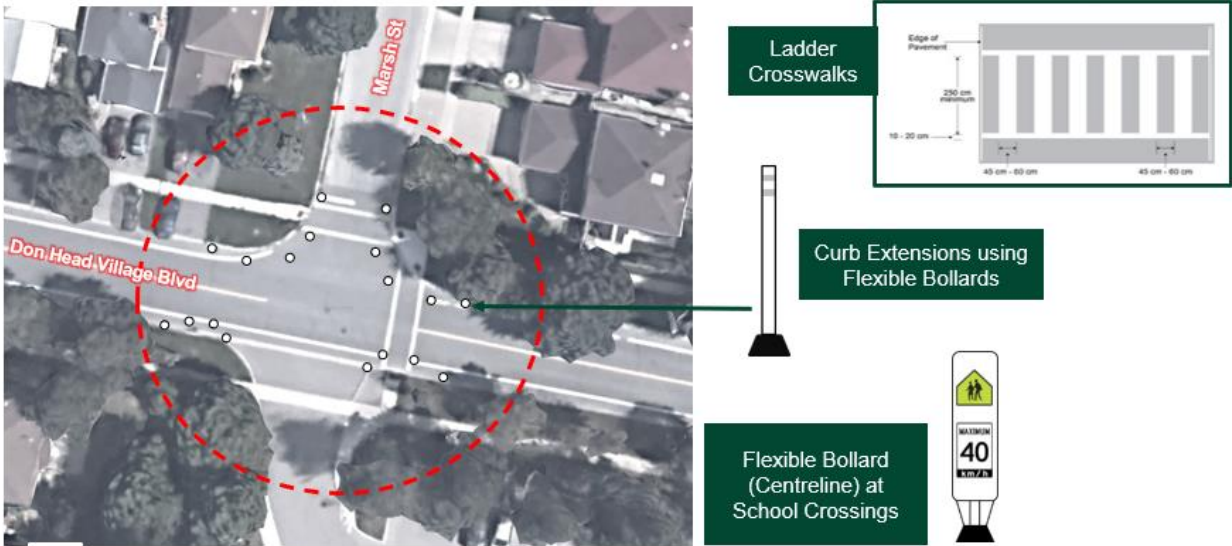 Marsh St
Don Head Village Blvd
Ladder
Crosswalks
Edge of
Pavement
250 cm
minimum
10 - 20 cm
45 cm - 60 cm
45 cm - 60 cm
Curb Extensions using
Flexible Bollards
Flexible Bollard
(Centreline) at
School Crossings
MAXIMUM
40
km/h